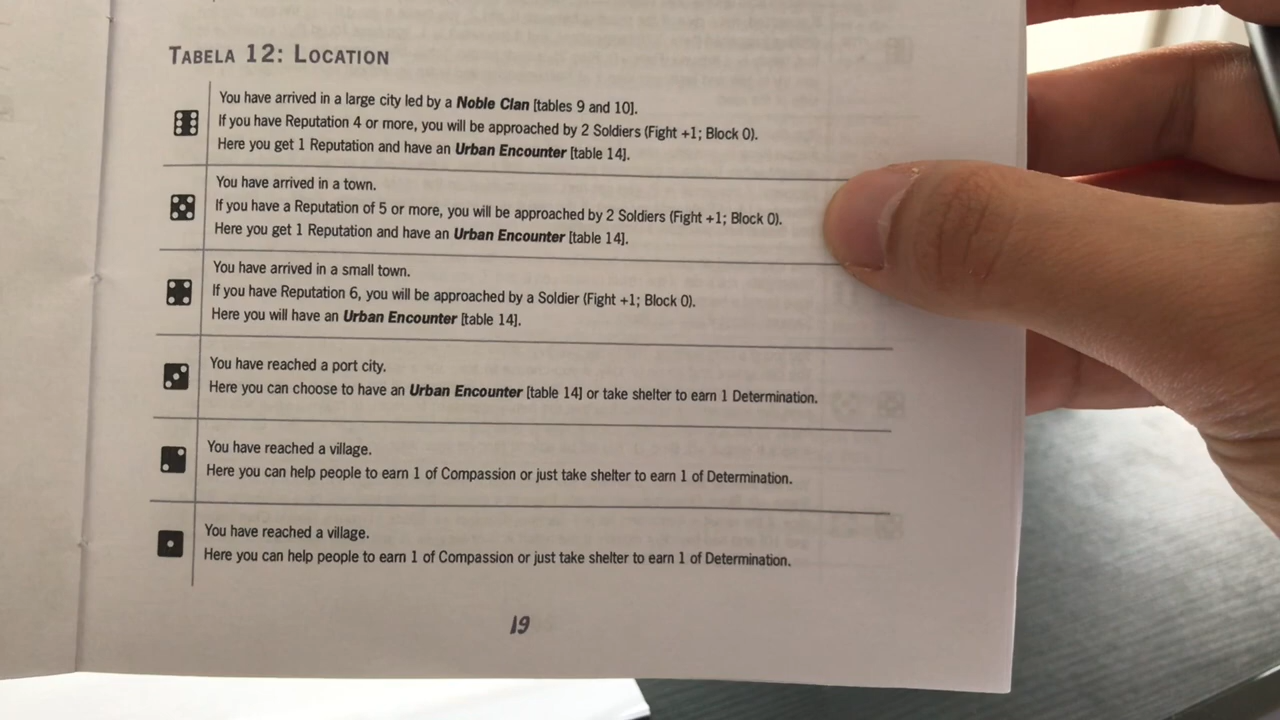 TABELA 12: LOCATION
You have arrived in a large city led by a Noble Clan [tables 9 and 10].
If you have Reputation 4 or more, you will be approached by 2 Soldiers (Fight +1; Block 0).
Here you get 1 Reputation and have an Urban Encounter [table 14].
You have arrived in a town.
If you have a Reputation of 5 or more, you will be approached by 2 Soldiers (Fight +1; Block 0).
Here you get 1 Reputation and have an Urban Encounter [table 14].
You have arrived in a small town.
If you have Reputation 6, you will be approached by a Soldier (Fight +1; Block 0).
Here you will have an Urban Encounter [table 14].
You have reached a port city.
Here you can choose to have an Urban Encounter [table 14] or take shelter to earn 1 Determination.
You have reached a village.
Here you can help people to earn 1 of Compassion or just take shelter to earn 1 of Determination.
You have reached a village.
Here you can help people to earn 1 of Compassion or just take shelter to earn 1 of Determination.
19